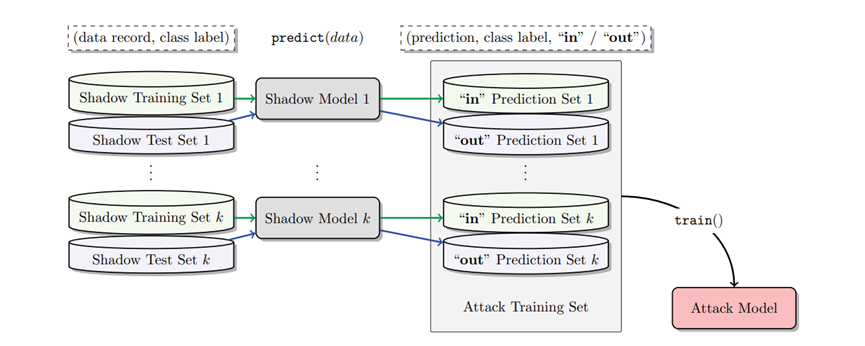 (data record, class label) predict(data) (prediction, class label, “in” / “out”)
Shadow Training Set 1 Shadow Model 1 “in” Prediction Set 1
Shadow Test Set 1 “out” Prediction Set 1
⋮ ⋮ ⋮
Shadow Training Set k Shadow Model k “in” Prediction Set k
train()
Shadow Test Set k “out” Prediction Set k
Attack Training Set Attack Model